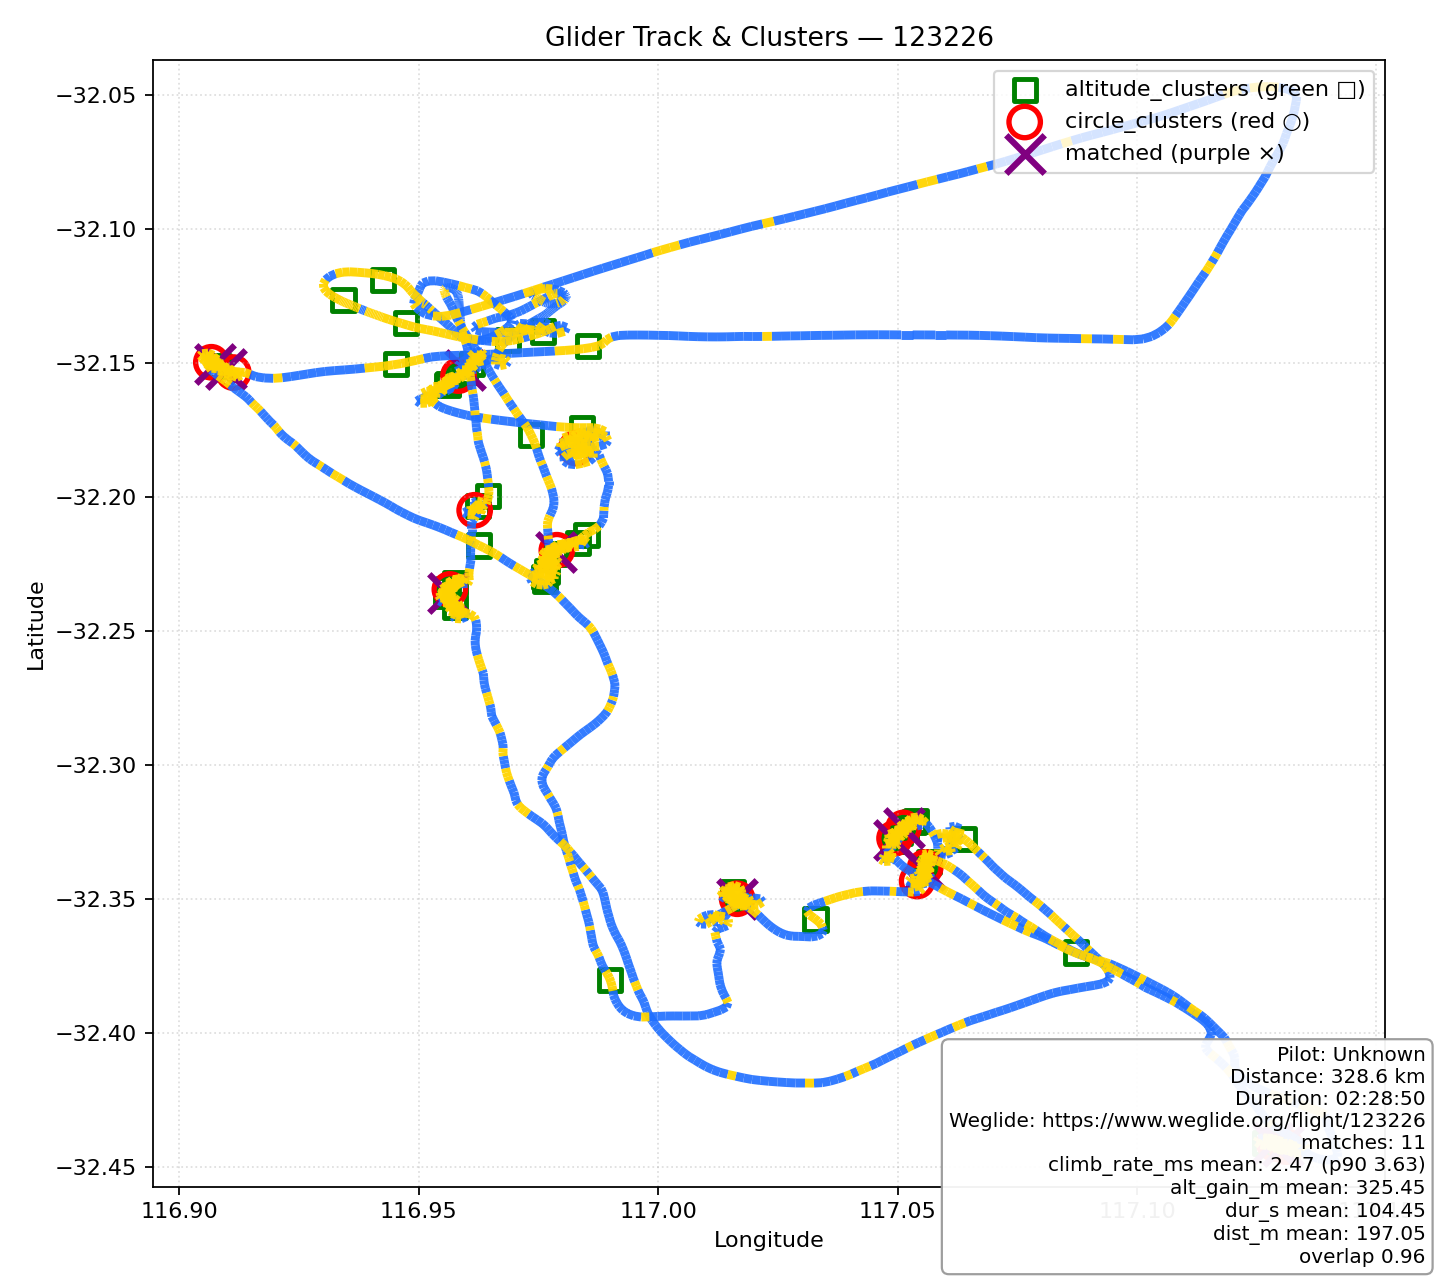 Glider Track & Clusters — 123226
altitude_clusters (green □)
circle_clusters (red ○)
matched (purple ×)
−32.05
−32.10
−32.15
−32.20
−32.25
−32.30
−32.35
−32.40
−32.45
Latitude
116.90
116.95
117.00
117.05
117.10
Longitude
Pilot: Unknown
Distance: 328.6 km
Duration: 02:28:50
Weglide: https://www.weglide.org/flight/123226
matches: 11
climb_rate_ms mean: 2.47 (p90 3.63)
alt_gain_m mean: 325.45
dur_s mean: 104.45
dist_m mean: 197.05
overlap 0.96